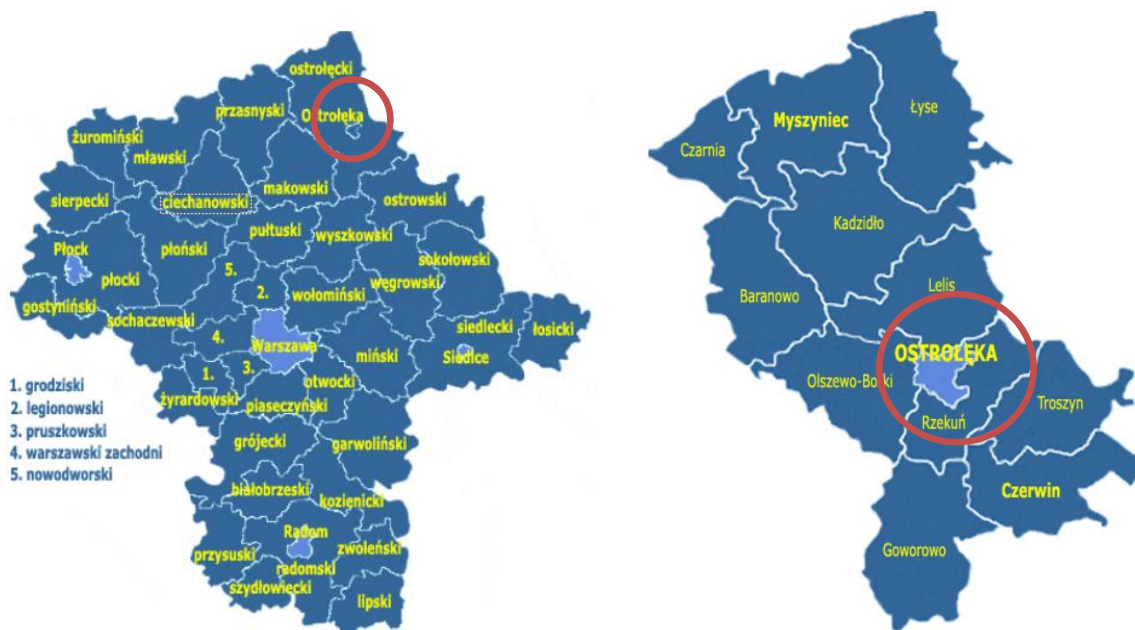 ostrołęcki
Ostrołęka
przasnyski
żuromiński
mławski
makowski
sierpecki
ciechanowski
ostrowski
pułtuski
wyszkowski
Płock
płoński
sokołowski
płocki
5.
węgrowski
2.
wołomiński
gostyniński
sochaczewski
siedlecki
łosicki
4.
Warszawa
miński
Siedlce
1.
3.
otwocki
żyrardowski
piaseczyński
1. grodziski
2. legionowski
3. pruszkowski
4. warszawski zachodni
5. nowodworski
grójecki
garwoliński
białobrzeski
kozienicki
Radom
przysuski
zwoleński
radomski
szydłowiecki
lipski
Łyse
Myszyniec
Czarnia
Kadzidło
Lelis
Baranowo
OSTROŁĘKA
Olszewo-Borki
Troszyn
Rzekuń
Czerwin
Goworowo